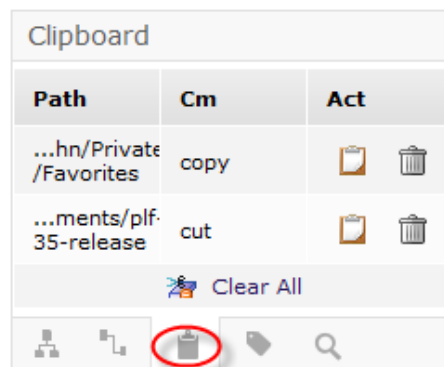 Clipboard
Path Cm Act
...hn/Private
/Favorites
copy
...ments/plf-
35-release
cut
Clear All